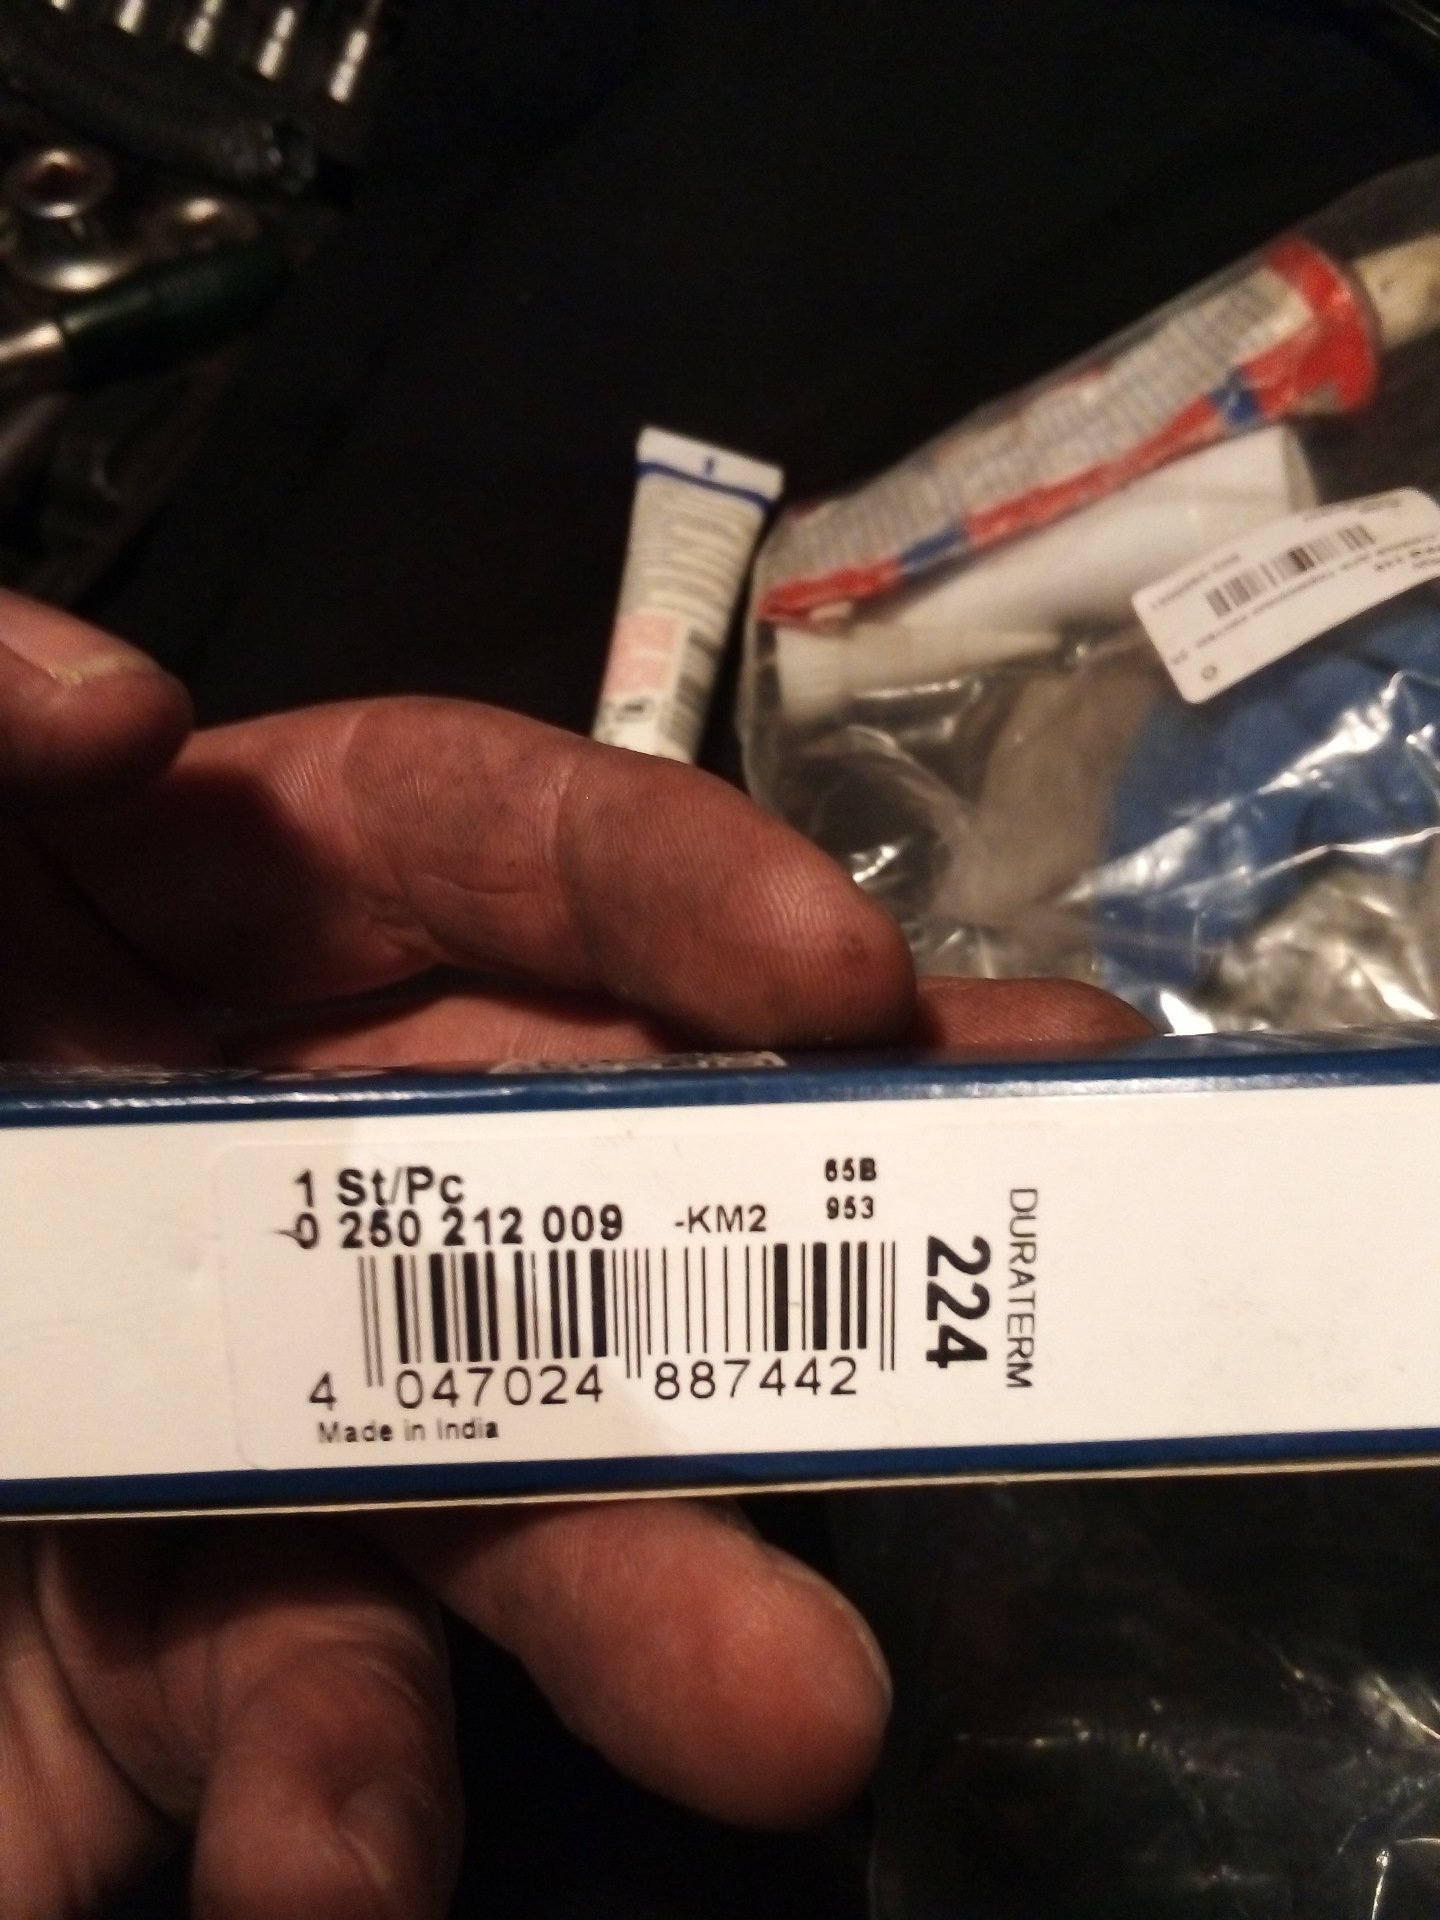 1 St/Pc
0 250 212 009 -KM2
65B
953
4 047024 887442
Made in India
224
DURATERM